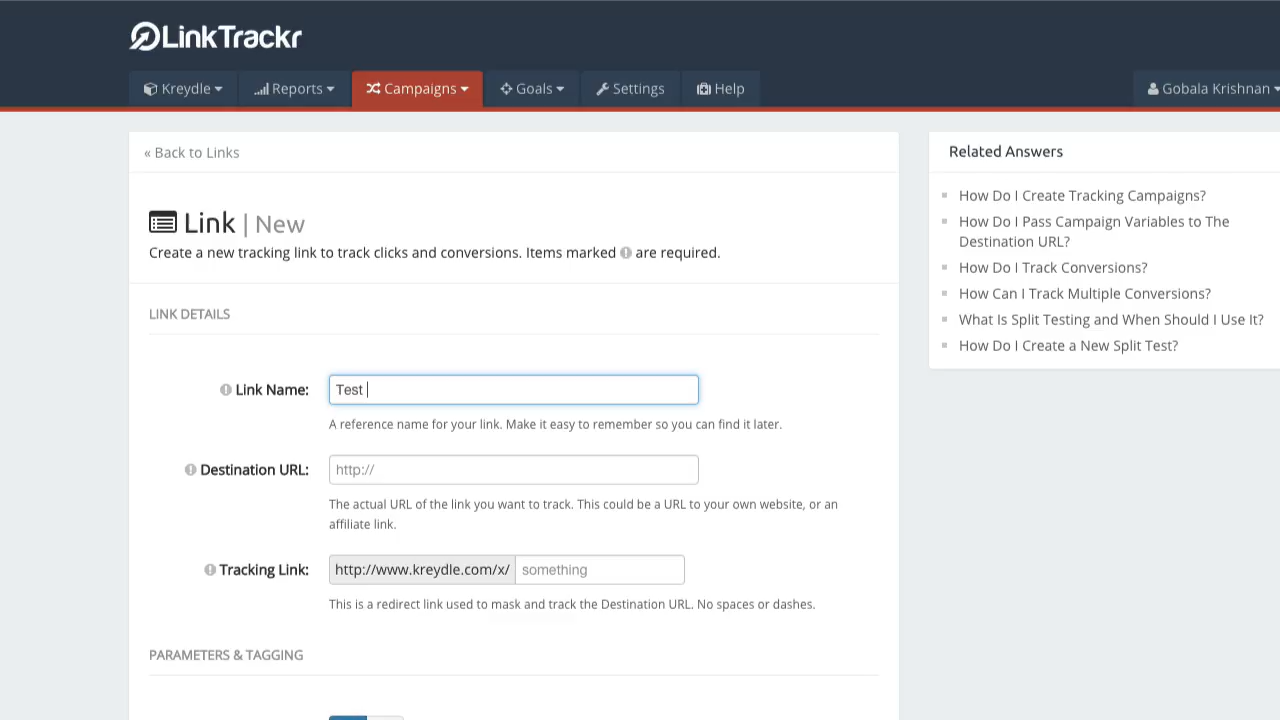 LinkTrackr
Kreydle Reports Campaigns Goals Settings Help Gobala Krishnan
« Back to Links
Link | New
Create a new tracking link to track clicks and conversions. Items marked are required.
LINK DETAILS
Link Name: Test
A reference name for your link. Make it easy to remember so you can find it later.
Destination URL: http://
The actual URL of the link you want to track. This could be a URL to your own website, or an
affiliate link.
Tracking Link: http://www.kreydle.com/x/ something
This is a redirect link used to mask and track the Destination URL. No spaces or dashes.
PARAMETERS & TAGGING
Related Answers
How Do I Create Tracking Campaigns?
How Do I Pass Campaign Variables to The
Destination URL?
How Do I Track Conversions?
How Can I Track Multiple Conversions?
What Is Split Testing and When Should I Use It?
How Do I Create a New Split Test?